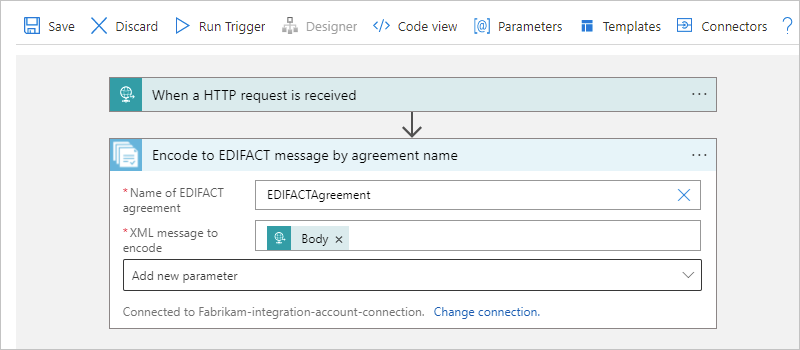 Save Discard Run Trigger Designer </> Code view [@] Parameters Templates Connectors ?
When a HTTP request is received ...
Encode to EDIFACT message by agreement name ...
* Name of EDIFACT
agreement
EDIFACTAgreement
* XML message to
encode
Body ×
Add new parameter
Connected to Fabrikam-integration-account-connection. Change connection.